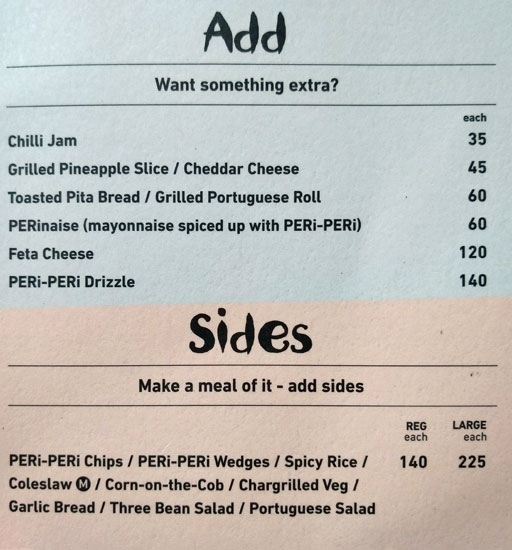 Add
Want something extra?
each
Chilli Jam 35
Grilled Pineapple Slice / Cheddar Cheese 45
Toasted Pita Bread / Grilled Portuguese Roll 60
PERinaise (mayonnaise spiced up with PERi-PERi) 60
Feta Cheese 120
PERi-PERi Drizzle 140
Sides
Make a meal of it - add sides
REG LARGE
each each
PERi-PERi Chips / PERi-PERi Wedges / Spicy Rice / 140 225
Coleslaw M / Corn-on-the-Cob / Chargrilled Veg /
Garlic Bread / Three Bean Salad / Portuguese Salad